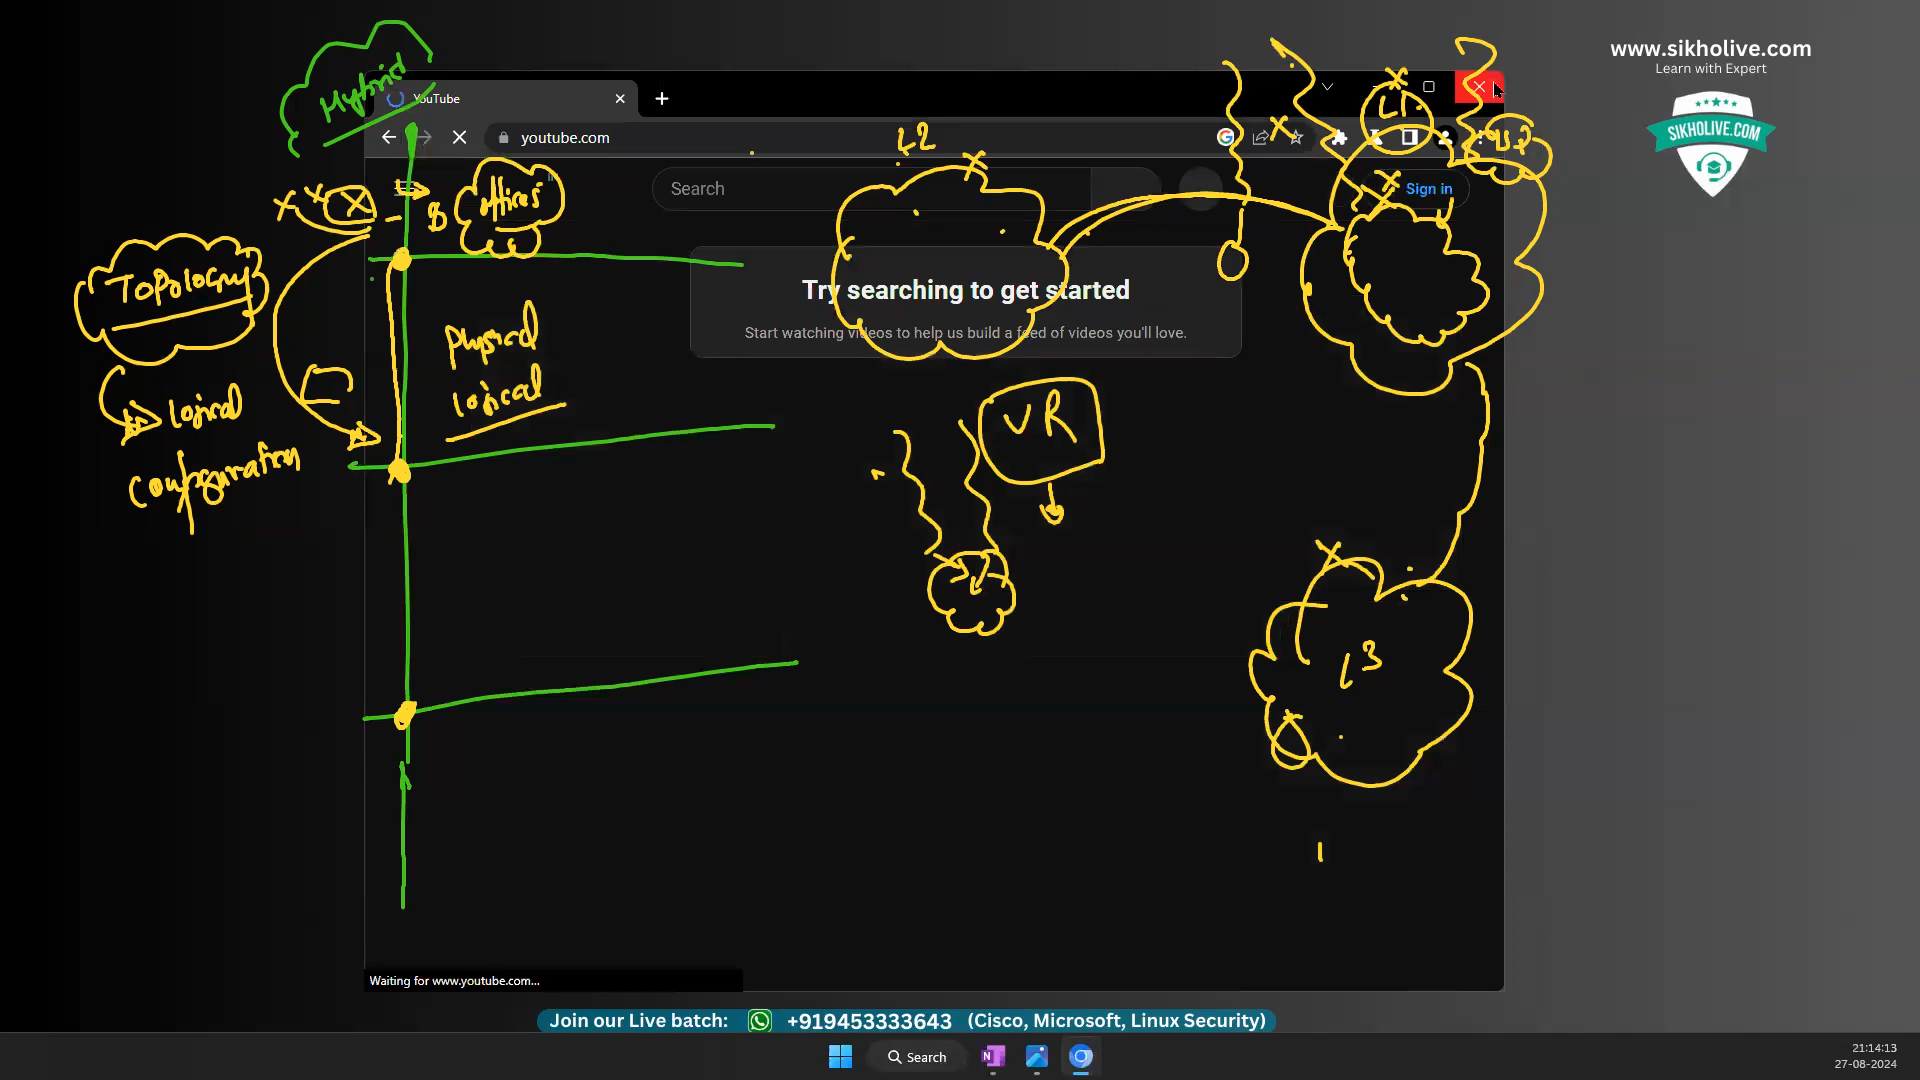 www.sikholive.com
Learn with Expert
SIKHOLIVE.COM
Hybrid
YouTube
youtube.com
Search
Sign in
L2
L1
offices
B
Topology
Logical
Configuration
Physical
Logical
Try searching to get started
Start watching videos to help us build a feed of videos you'll love.
VR
L3
Waiting for www.youtube.com...
Join our Live batch: +919453333643 (Cisco, Microsoft, Linux Security)
Search
21:14:13
27-08-2024